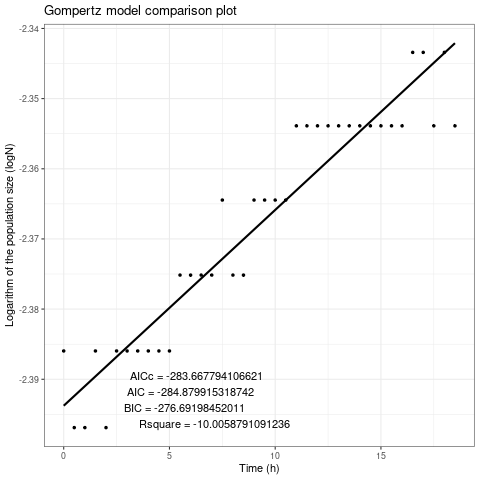 Gompertz model comparison plot
Logarithm of the population size (logN)
-2.34
-2.35
-2.36
-2.37
-2.38
-2.39
AICc = -283.667794106621
AIC = -284.879915318742
BIC = -276.69198452011
Rsquare = -10.0058791091236
0 5 10 15
Time (h)